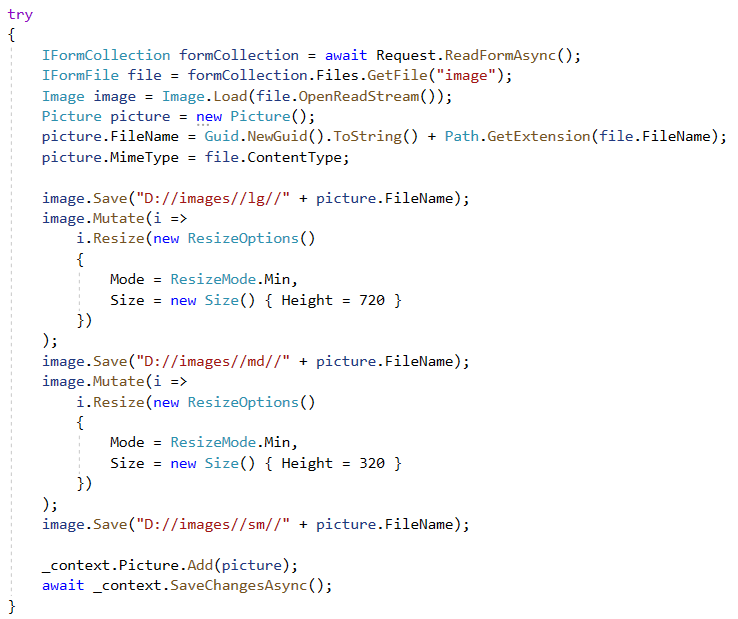 try
{
    IFormCollection formCollection = await Request.ReadFormAsync();
    IFormFile file = formCollection.Files.GetFile("image");
    Image image = Image.Load(file.OpenReadStream());
    Picture picture = new Picture();
    picture.FileName = Guid.NewGuid().ToString() + Path.GetExtension(file.FileName);
    picture.MimeType = file.ContentType;

    image.Save("D://images//lg//" + picture.FileName);
    image.Mutate(i =>
        i.Resize(new ResizeOptions()
        {
            Mode = ResizeMode.Min,
            Size = new Size() { Height = 720 }
        })
    );
    image.Save("D://images//md//" + picture.FileName);
    image.Mutate(i =>
        i.Resize(new ResizeOptions()
        {
            Mode = ResizeMode.Min,
            Size = new Size() { Height = 320 }
        })
    );
    image.Save("D://images//sm//" + picture.FileName);

    _context.Picture.Add(picture);
    await _context.SaveChangesAsync();
}